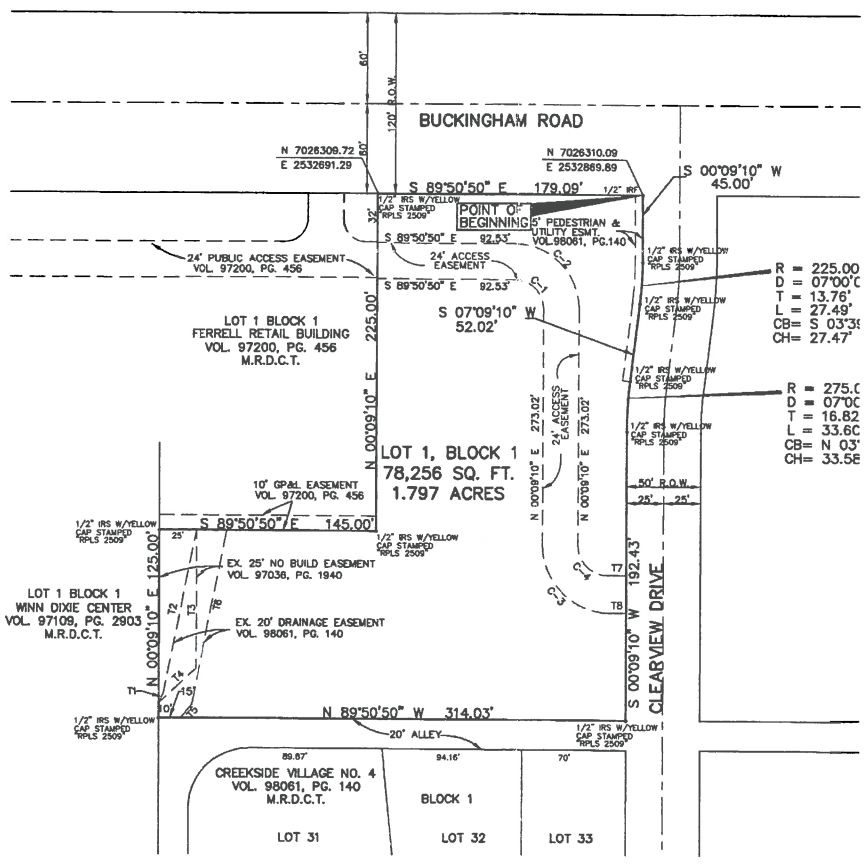 60'
120' R.O.W.
60'
BUCKINGHAM ROAD
N 7026309.72
E 2532691.29
N 7026310.09
E 2532869.89
S 00°09'10" W
45.00'
S 89°50'50" E 179.09'
1/2" IRF
1/2" IRS W/YELLOW
CAP STAMPED
"RPLS 2509"
32'
POINT OF
BEGINNING
5' PEDESTRIAN &
UTILITY ESMT.
VOL.98061, PG.140
S 89°50'50" E 92.53'
24' ACCESS
EASEMENT
C-2
1/2" IRS W/YELLOW
CAP STAMPED
"RPLS 2509"
24' PUBLIC ACCESS EASEMENT
VOL. 97200, PG. 456
S 89°50'50" E 92.53'
C-1
R = 225.00
D = 07°00'0
T = 13.76'
L = 27.49'
CB= S 03°39
CH= 27.47'
1/2" IRS W/YELLOW
CAP STAMPED
"RPLS 2509"
S 07°09'10" W
52.02'
LOT 1 BLOCK 1
FERRELL RETAIL BUILDING
VOL. 97200, PG. 456
M.R.D.C.T.
N 00°09'10" E 225.00'
1/2" IRS W/YELLOW
CAP STAMPED
"RPLS 2509"
R = 275.0
D = 07°00
T = 16.82
L = 33.60
CB= N 03°
CH= 33.58
N 00°09'10" E 273.02'
24' ACCESS
EASEMENT
N 00°09'10" E 273.02'
1/2" IRS W/YELLOW
CAP STAMPED
"RPLS 2509"
LOT 1, BLOCK 1
78,256 SQ. FT.
1.797 ACRES
10' GP&L EASEMENT
VOL. 97200, PG. 456
50' R.O.W.
25' 25'
1/2" IRS W/YELLOW
CAP STAMPED
"RPLS 2509"
S 89°50'50" E 145.00'
25'
1/2" IRS W/YELLOW
CAP STAMPED
"RPLS 2509"
EX. 25' NO BUILD EASEMENT
VOL. 97038, PG. 1940
N 00°09'10" E 125.00'
LOT 1 BLOCK 1
WINN DIXIE CENTER
VOL. 97109, PG. 2903
M.R.D.C.T.
T2
T3
T6
EX. 20' DRAINAGE EASEMENT
VOL. 98061, PG. 140
C-4
T7
C-3
T8
S 00°09'10" W 192.43'
CLEARVIEW DRIVE
T4
T1
15'
10'
T5
1/2" IRS W/YELLOW
CAP STAMPED
"RPLS 2509"
N 89°50'50" W 314.03'
1/2" IRS W/YELLOW
CAP STAMPED
"RPLS 2509"
20' ALLEY
89.87'
94.16'
70'
CREEKSIDE VILLAGE NO. 4
VOL. 98061, PG. 140
M.R.D.C.T.
BLOCK 1
LOT 31
LOT 32
LOT 33